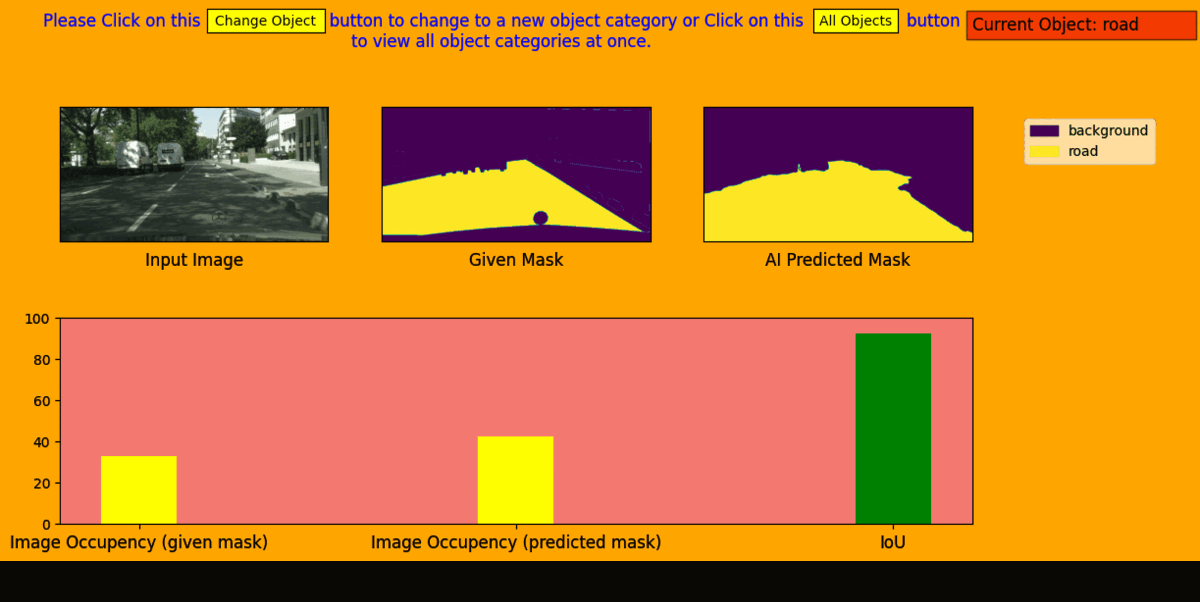 Please Click on this Change Object button to change to a new object category or Click on this All Objects button
to view all object categories at once.
Current Object: road
background
road
Input Image
Given Mask
AI Predicted Mask
100
80
60
40
20
0
Image Occupancy (given mask)
Image Occupancy (predicted mask)
IoU